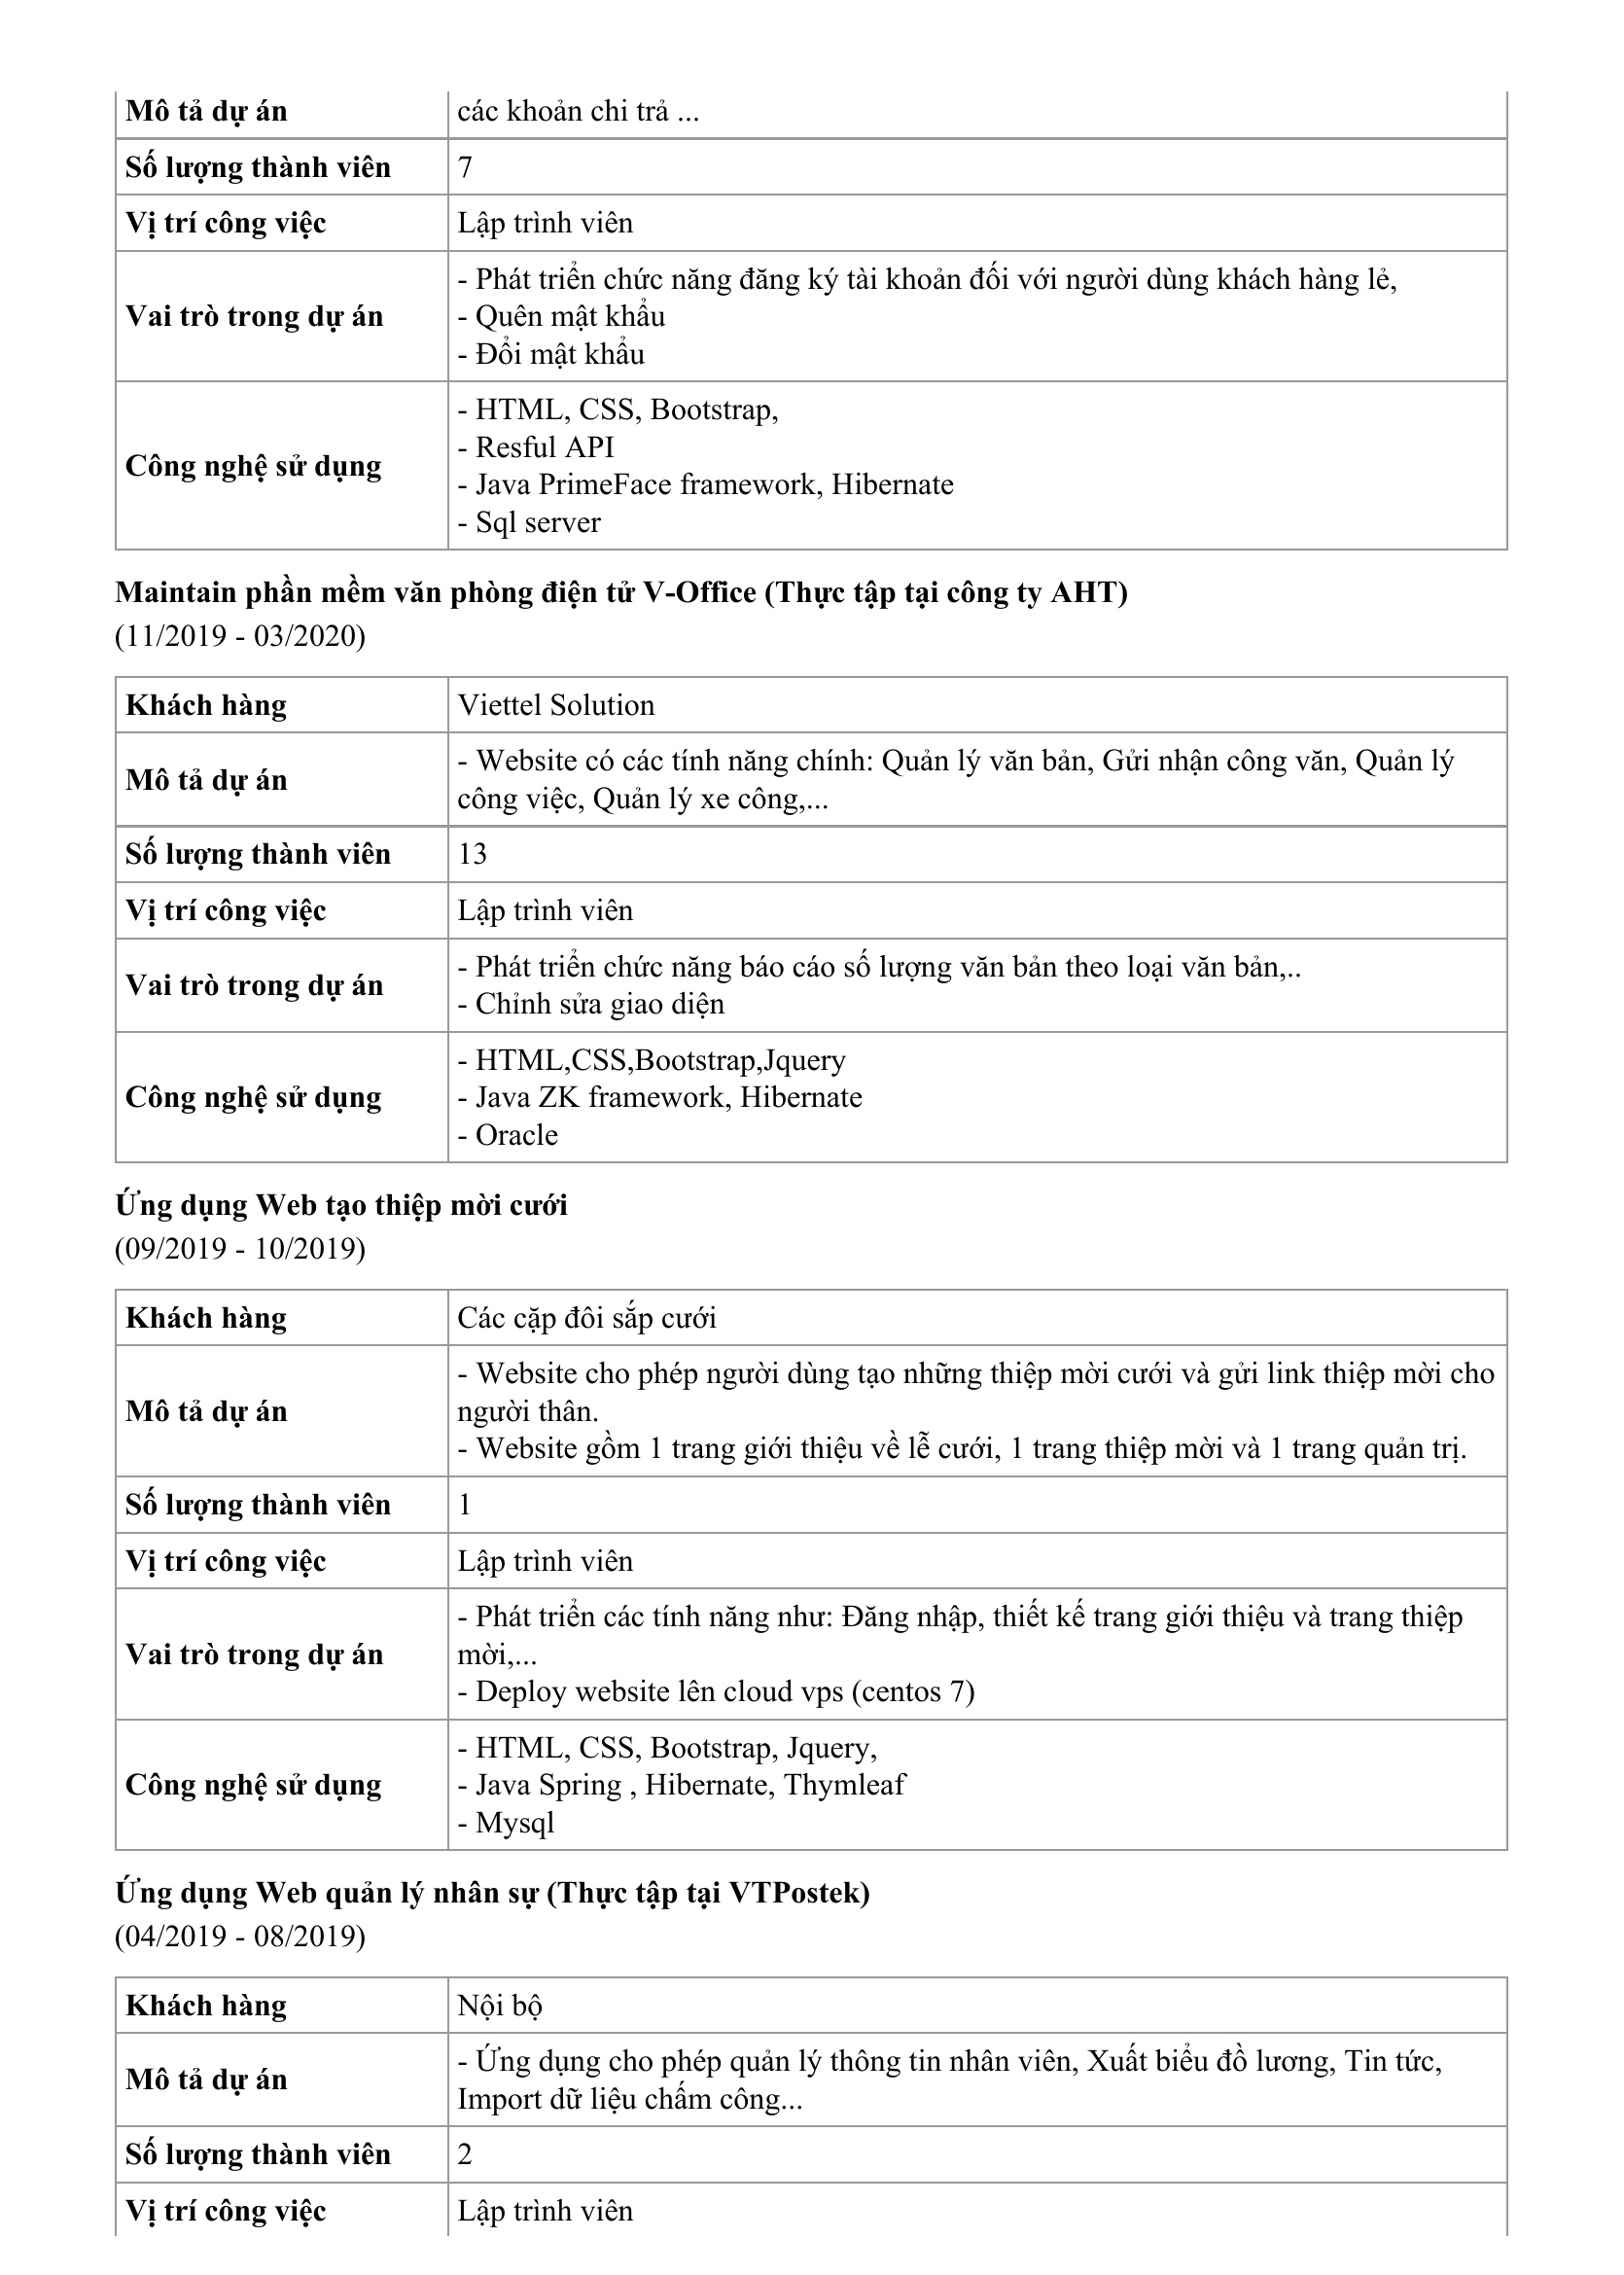 Mô tả dự án các khoản chi trả ...
Số lượng thành viên 7
Vị trí công việc Lập trình viên
Vai trò trong dự án
- Phát triển chức năng đăng ký tài khoản đối với người dùng khách hàng lẻ,
- Quên mật khẩu
- Đổi mật khẩu
Công nghệ sử dụng
- HTML, CSS, Bootstrap,
- Resful API
- Java PrimeFace framework, Hibernate
- Sql server
Maintain phần mềm văn phòng điện tử V-Office (Thực tập tại công ty AHT)
(11/2019 - 03/2020)
Khách hàng Viettel Solution
Mô tả dự án
- Website có các tính năng chính: Quản lý văn bản, Gửi nhận công văn, Quản lý
công việc, Quản lý xe công,...
Số lượng thành viên 13
Vị trí công việc Lập trình viên
Vai trò trong dự án
- Phát triển chức năng báo cáo số lượng văn bản theo loại văn bản,..
- Chỉnh sửa giao diện
Công nghệ sử dụng
- HTML,CSS,Bootstrap,Jquery
- Java ZK framework, Hibernate
- Oracle
Ứng dụng Web tạo thiệp mời cưới
(09/2019 - 10/2019)
Khách hàng Các cặp đôi sắp cưới
Mô tả dự án
- Website cho phép người dùng tạo những thiệp mời cưới và gửi link thiệp mời cho
người thân.
- Website gồm 1 trang giới thiệu về lễ cưới, 1 trang thiệp mời và 1 trang quản trị.
Số lượng thành viên 1
Vị trí công việc Lập trình viên
Vai trò trong dự án
- Phát triển các tính năng như: Đăng nhập, thiết kế trang giới thiệu và trang thiệp
mời,...
- Deploy website lên cloud vps (centos 7)
Công nghệ sử dụng
- HTML, CSS, Bootstrap, Jquery,
- Java Spring , Hibernate, Thymleaf
- Mysql
Ứng dụng Web quản lý nhân sự (Thực tập tại VTPostek)
(04/2019 - 08/2019)
Khách hàng Nội bộ
Mô tả dự án
- Ứng dụng cho phép quản lý thông tin nhân viên, Xuất biểu đồ lương, Tin tức,
Import dữ liệu chấm công...
Số lượng thành viên 2
Vị trí công việc Lập trình viên